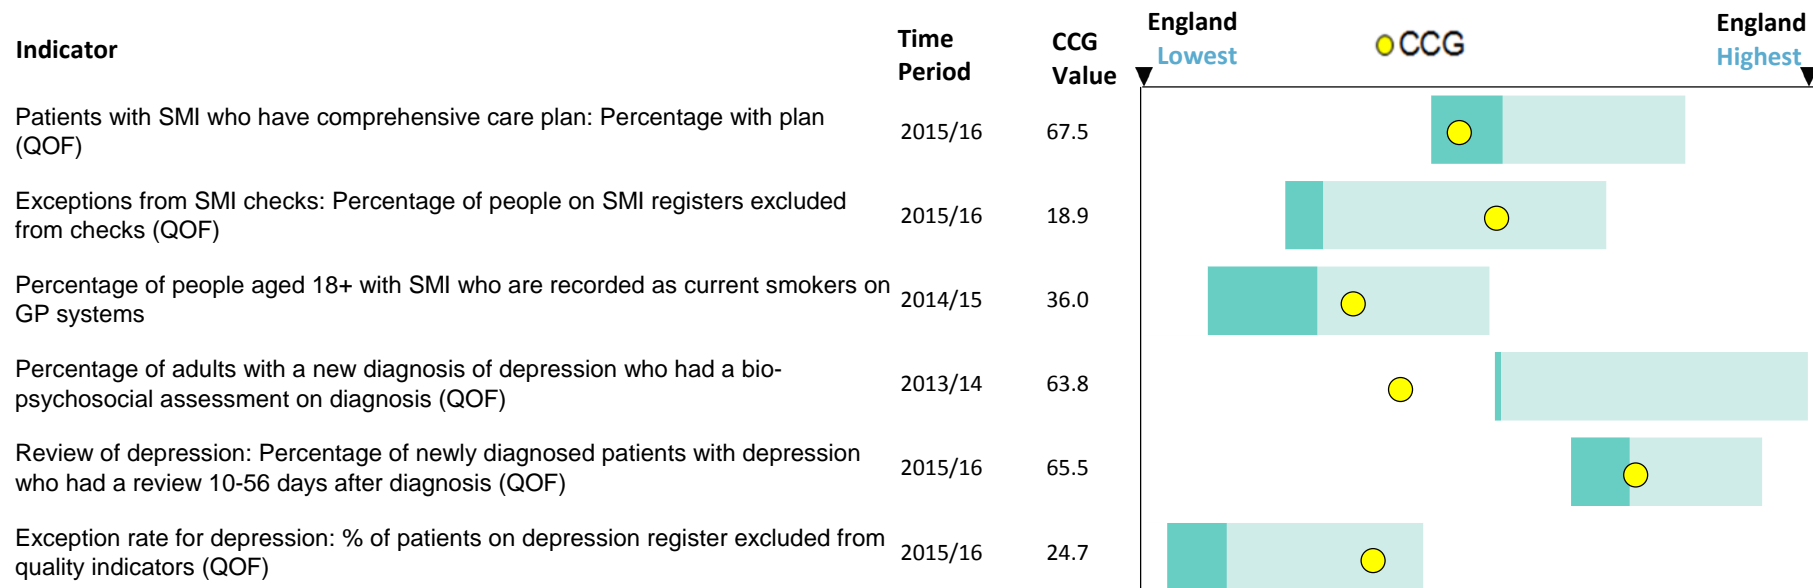 Indicator
Time
Period
CCG
Value
England
Lowest
CCG
England
Highest
Patients with SMI who have comprehensive care plan: Percentage with plan
(QOF)
2015/16
67.5
Exceptions from SMI checks: Percentage of people on SMI registers excluded
from checks (QOF)
2015/16
18.9
Percentage of people aged 18+ with SMI who are recorded as current smokers on
GP systems
2014/15
36.0
Percentage of adults with a new diagnosis of depression who had a bio-
psychosocial assessment on diagnosis (QOF)
2013/14
63.8
Review of depression: Percentage of newly diagnosed patients with depression
who had a review 10-56 days after diagnosis (QOF)
2015/16
65.5
Exception rate for depression: % of patients on depression register excluded from
quality indicators (QOF)
2015/16
24.7